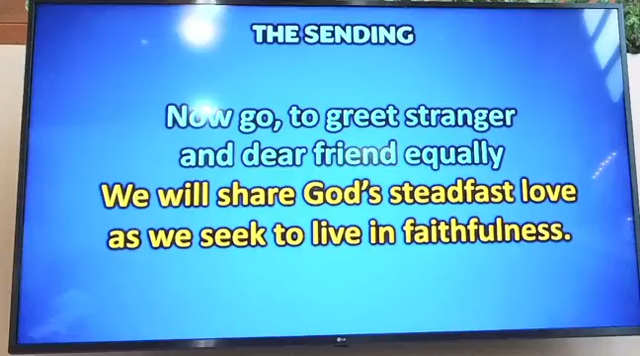 THE SENDING
Now go, to greet stranger
and dear friend equally
We will share God's steadfast love
as we seek to live in faithfulness.
LG